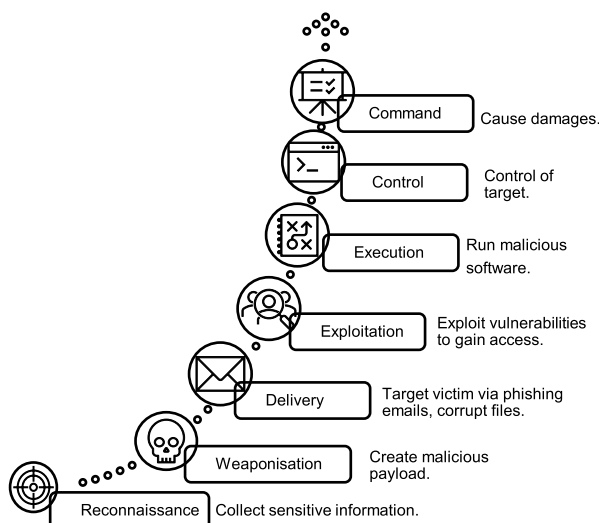 Command
Cause damages.
Control
Control of
target.
Execution
Run malicious
software.
Exploitation
Exploit vulnerabilities
to gain access.
Delivery
Target victim via phishing
emails, corrupt files.
Weaponisation
Create malicious
payload.
Reconnaissance
Collect sensitive information.